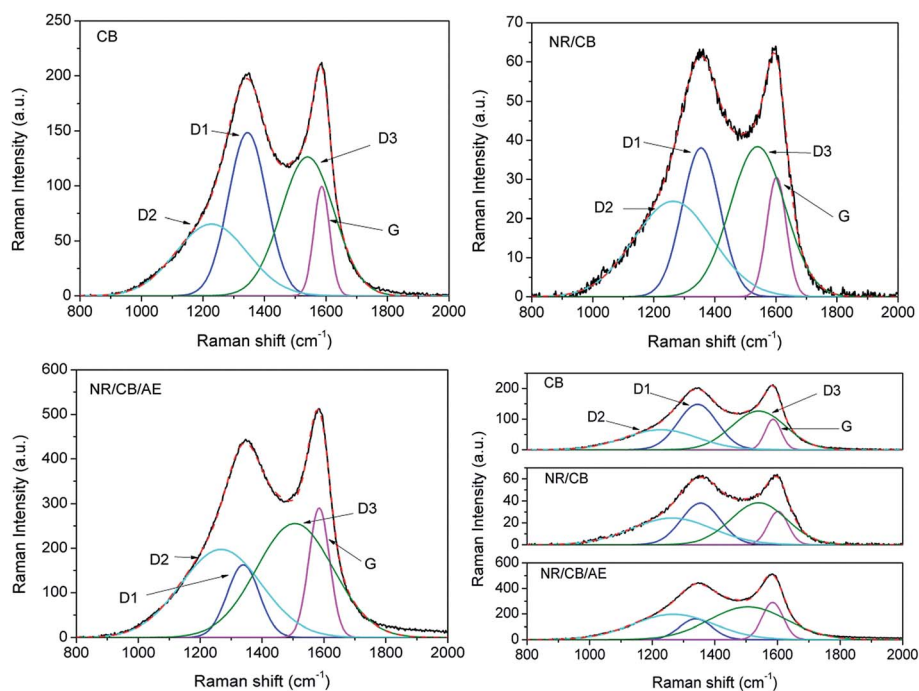 CB
D1
D3
D2
G
250
200
150
100
50
0
Raman Intensity (a.u.)
800 1000 1200 1400 1600 1800 2000
Raman shift (cm⁻¹)
NR/CB
D1
D3
D2
G
70
60
50
40
30
20
10
0
Raman Intensity (a.u.)
800 1000 1200 1400 1600 1800 2000
Raman shift (cm⁻¹)
NR/CB/AE
D3
D2
G
D1
600
500
400
300
200
100
0
Raman Intensity (a.u.)
800 1000 1200 1400 1600 1800 2000
Raman shift (cm⁻¹)
CB
D1
D3
D2
G
200
100
0
NR/CB
60
40
20
0
NR/CB/AE
600
400
200
0
Raman Intensity (a.u.)
800 1000 1200 1400 1600 1800 2000
Raman shift (cm⁻¹)